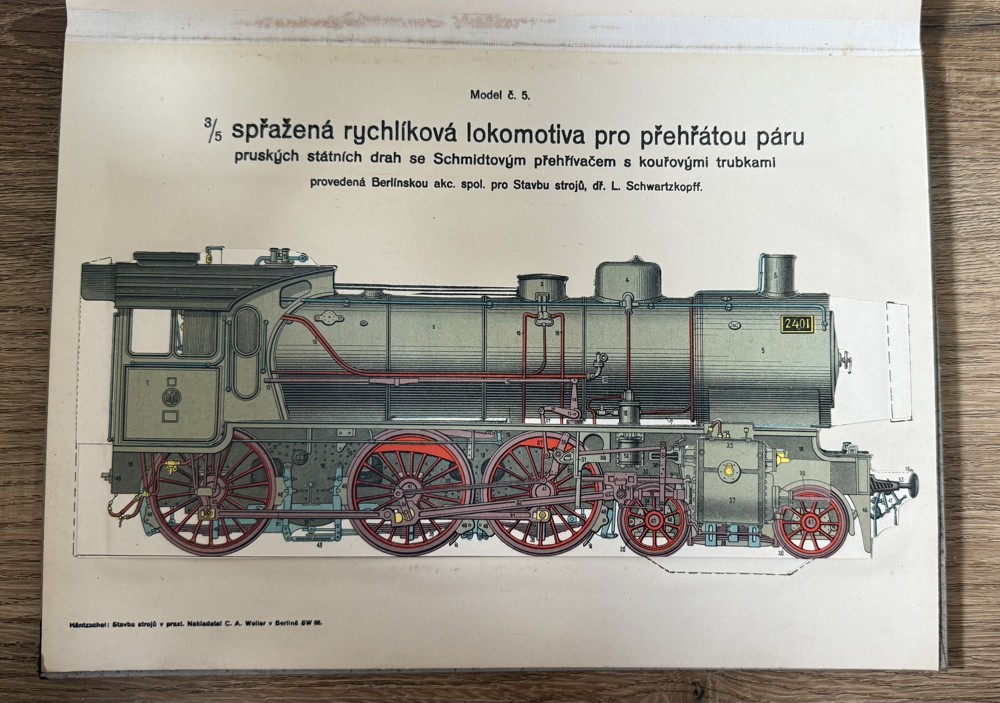 Model č. 5.
3/5 spřažená rychlíková lokomotiva pro přehřátou páru
pruských státních drah se Schmidtovým přehřívačem s kouřovými trubkami
provedená Berlínskou akc. spol. pro Stavbu strojů, dř. L. Schwartzkopff.
2401
Häntzschel: Stavba strojů v praxi. Nakladatel C. A. Weller v Berlíně SW 68.